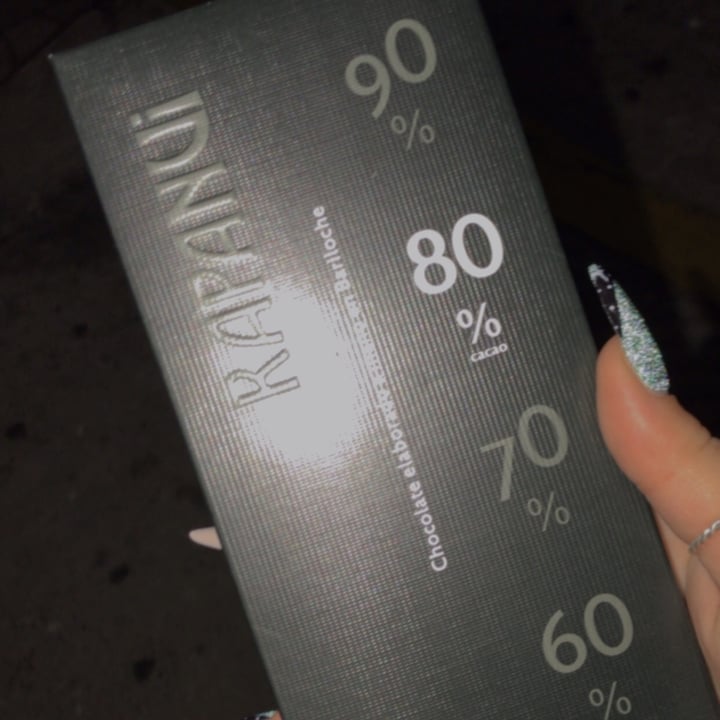 RAPANUi
Chocolate elaborado en Bariloche
90
%
80
%
cacao
70
%
60
%